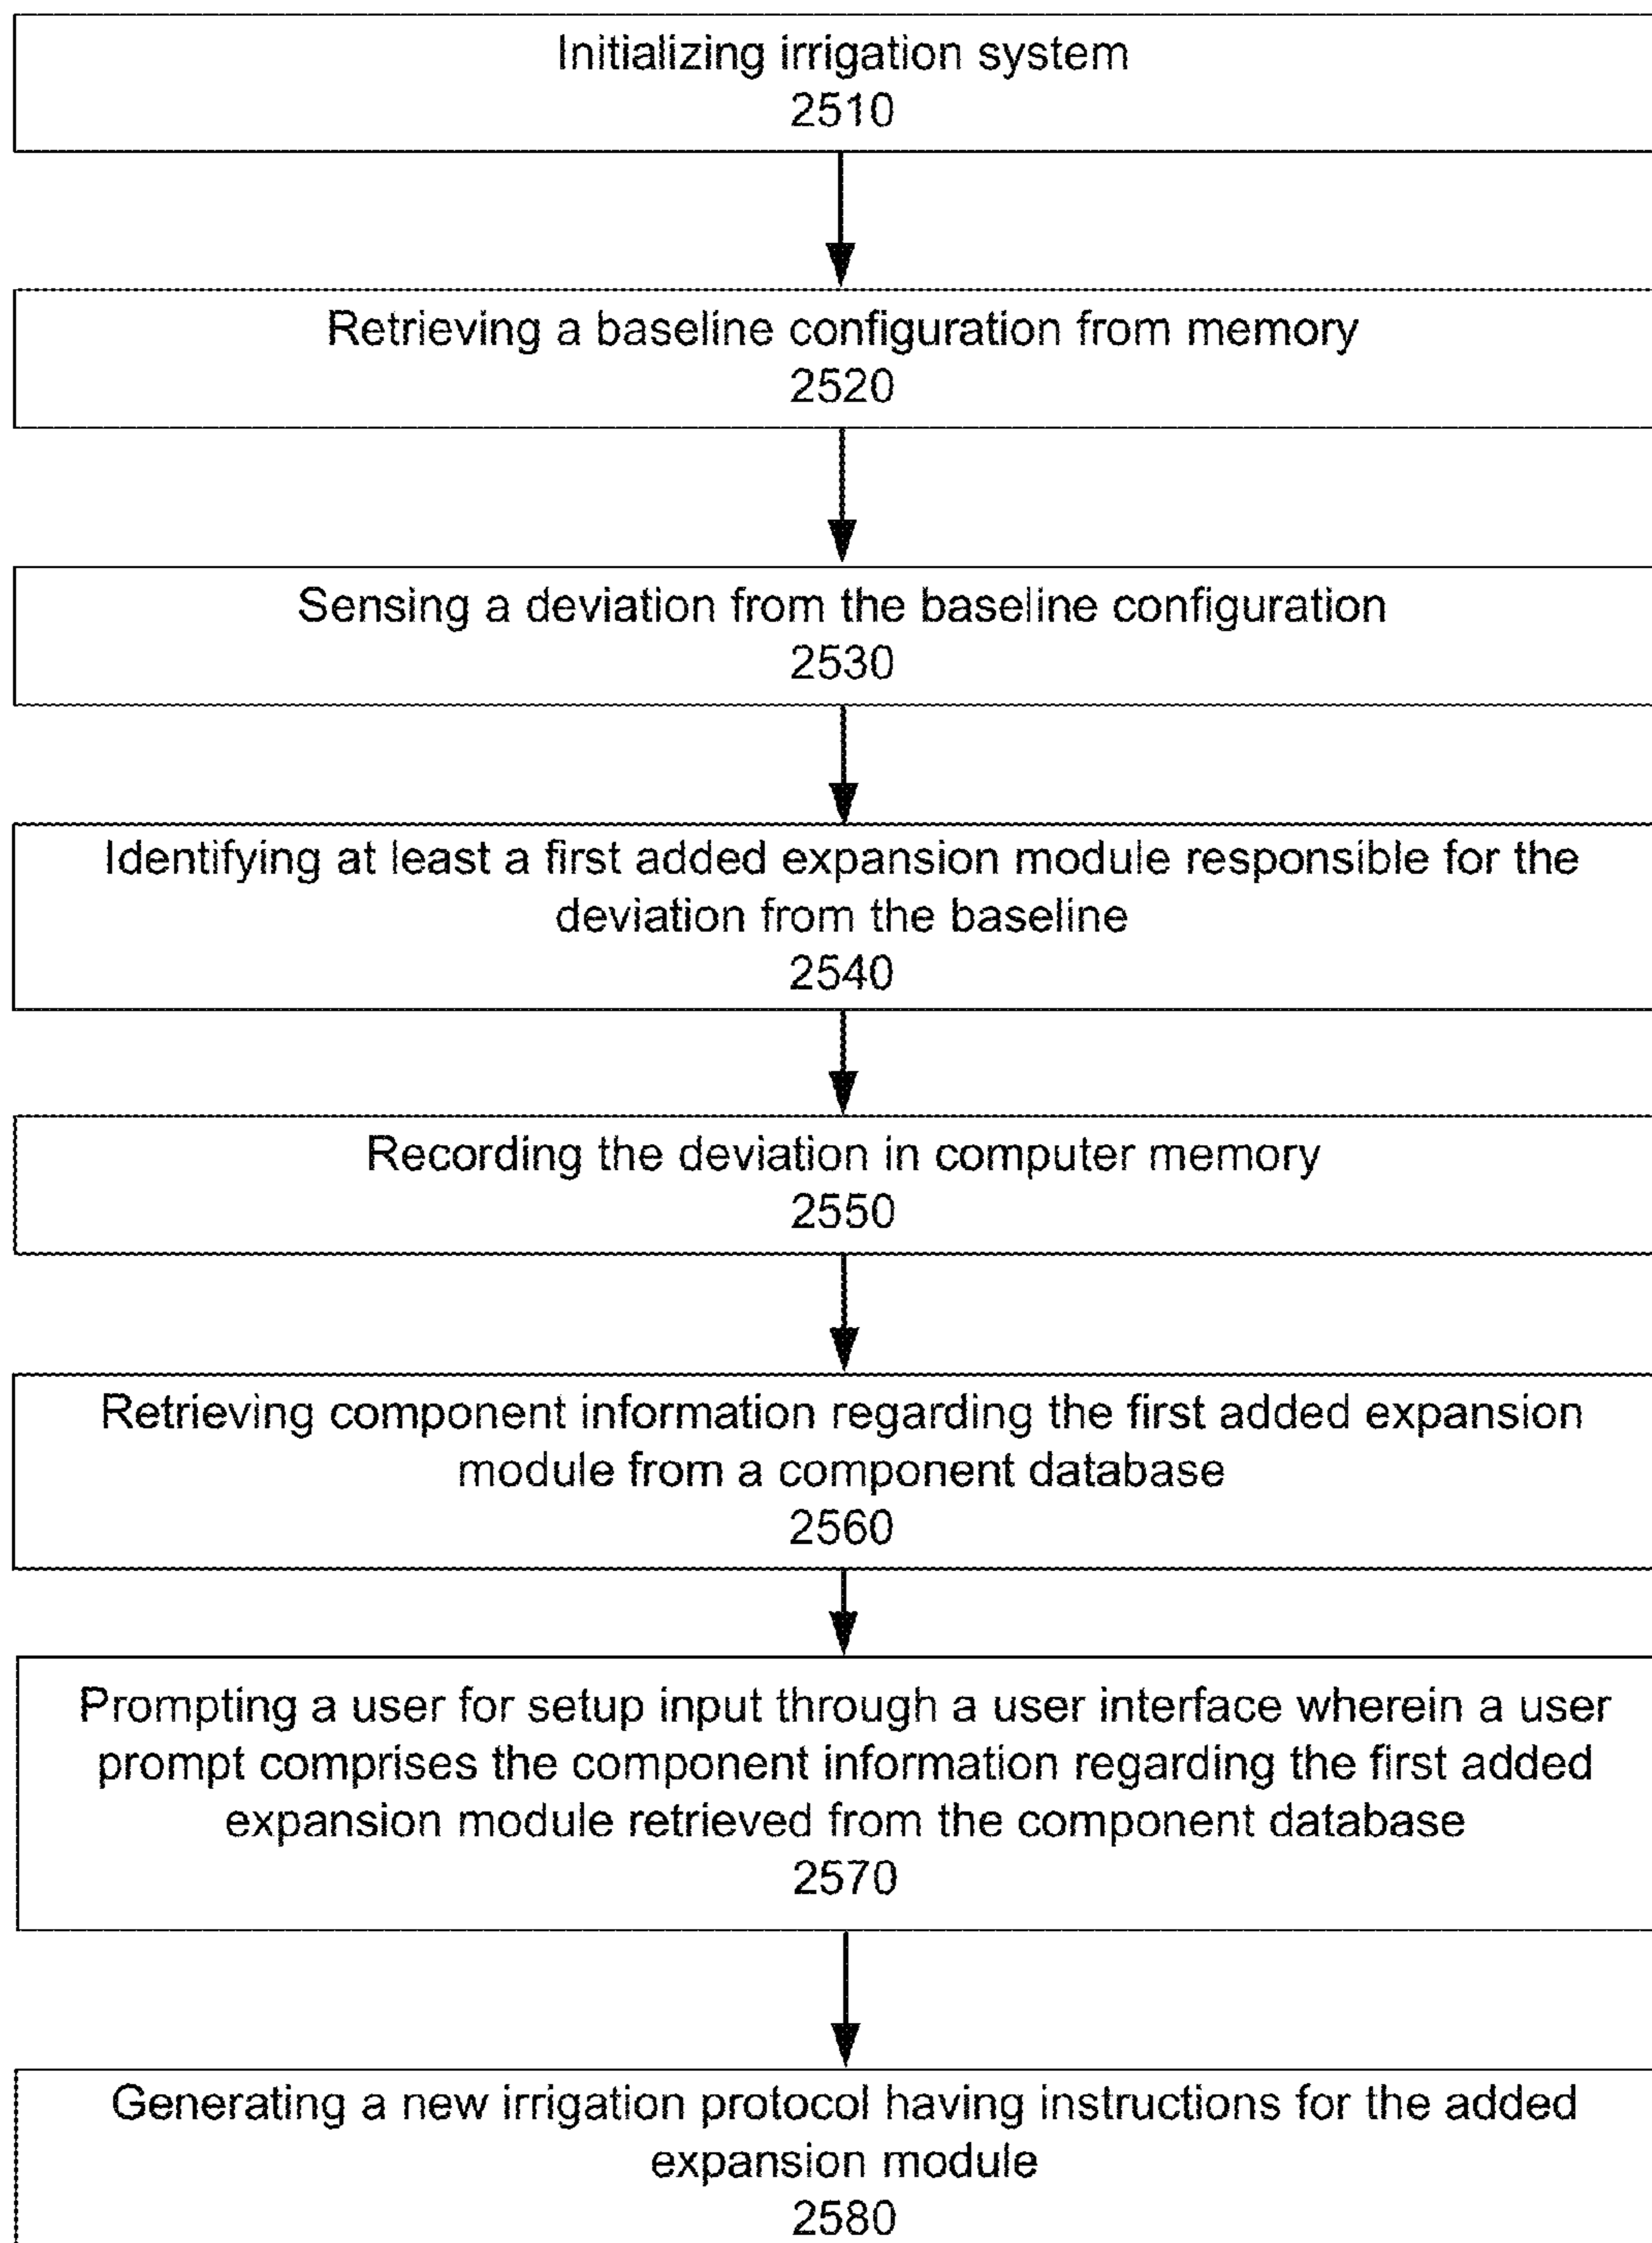 Initializing irrigation system
2510
Retrieving a baseline configuration from memory
2520
Sensing a deviation from the baseline configuration
2530
Identifying at least a first added expansion module responsible for the
deviation from the baseline
2540
Recording the deviation in computer memory
2550
Retrieving component information regarding the first added expansion
module from a component database
2560
Prompting a user for setup input through a user interface wherein a user
prompt comprises the component information regarding the first added
expansion module retrieved from the component database
2570
Generating a new irrigation protocol having instructions for the added
expansion module
2580